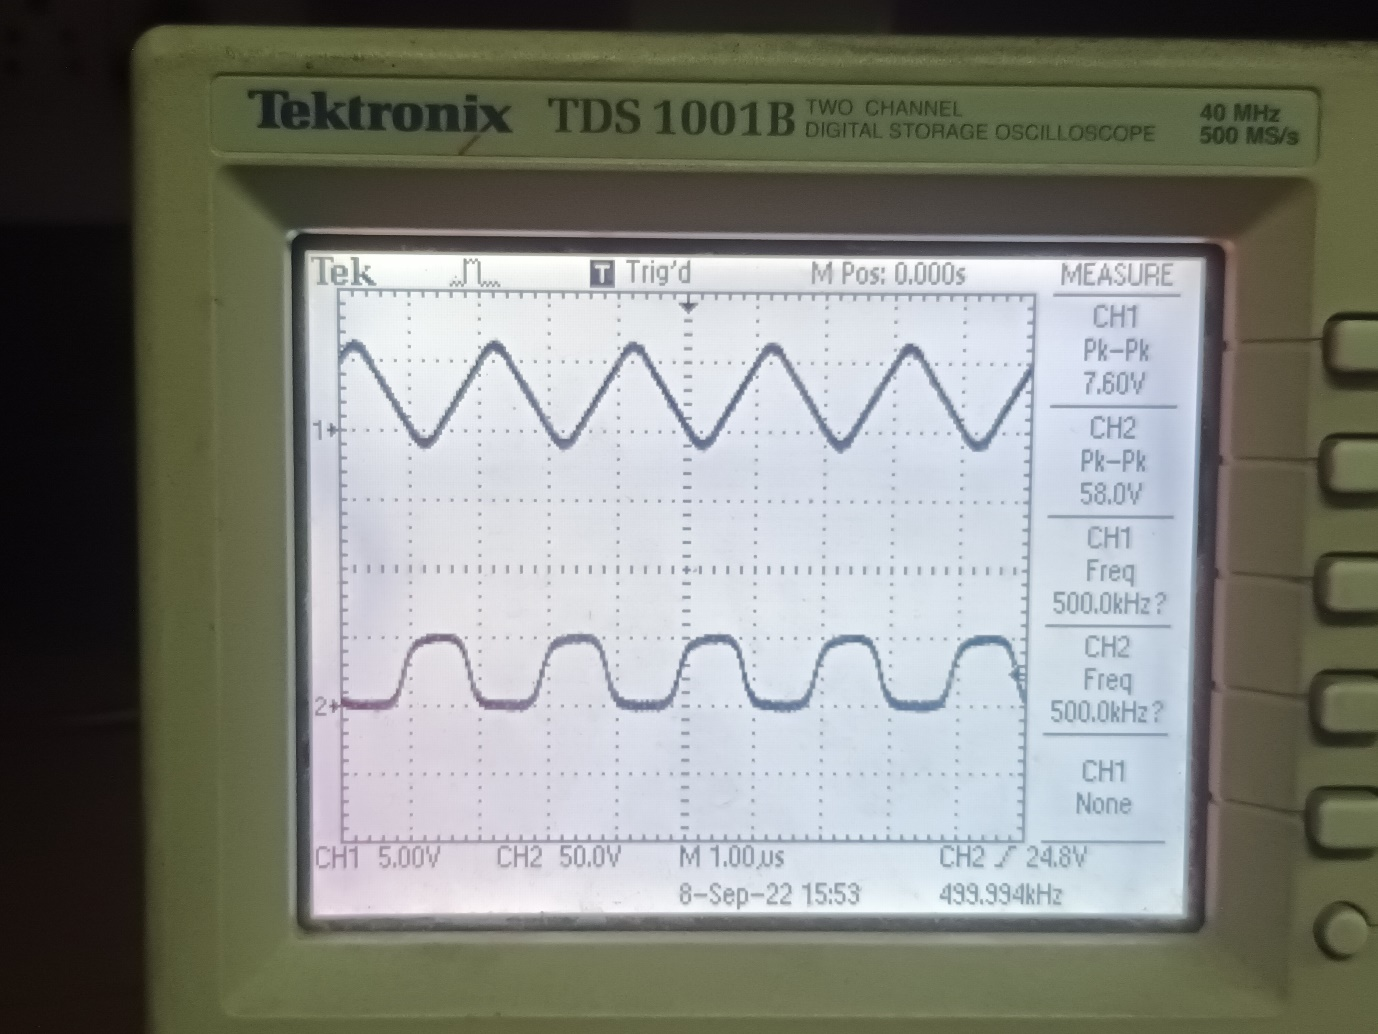 Tektronix TDS 1001B TWO CHANNEL DIGITAL STORAGE OSCILLOSCOPE 40 MHz 500 MS/s
Tek T Trig'd M Pos: 0.000s MEASURE
CH1
Pk-Pk
7.60V
CH2
Pk-Pk
58.0V
CH1
Freq
500.0kHz?
CH2
Freq
500.0kHz?
CH1
None
1
2
CH1 5.00V CH2 50.0V M 1.00µs CH2 24.8V
8-Sep-22 15:53 499.994kHz